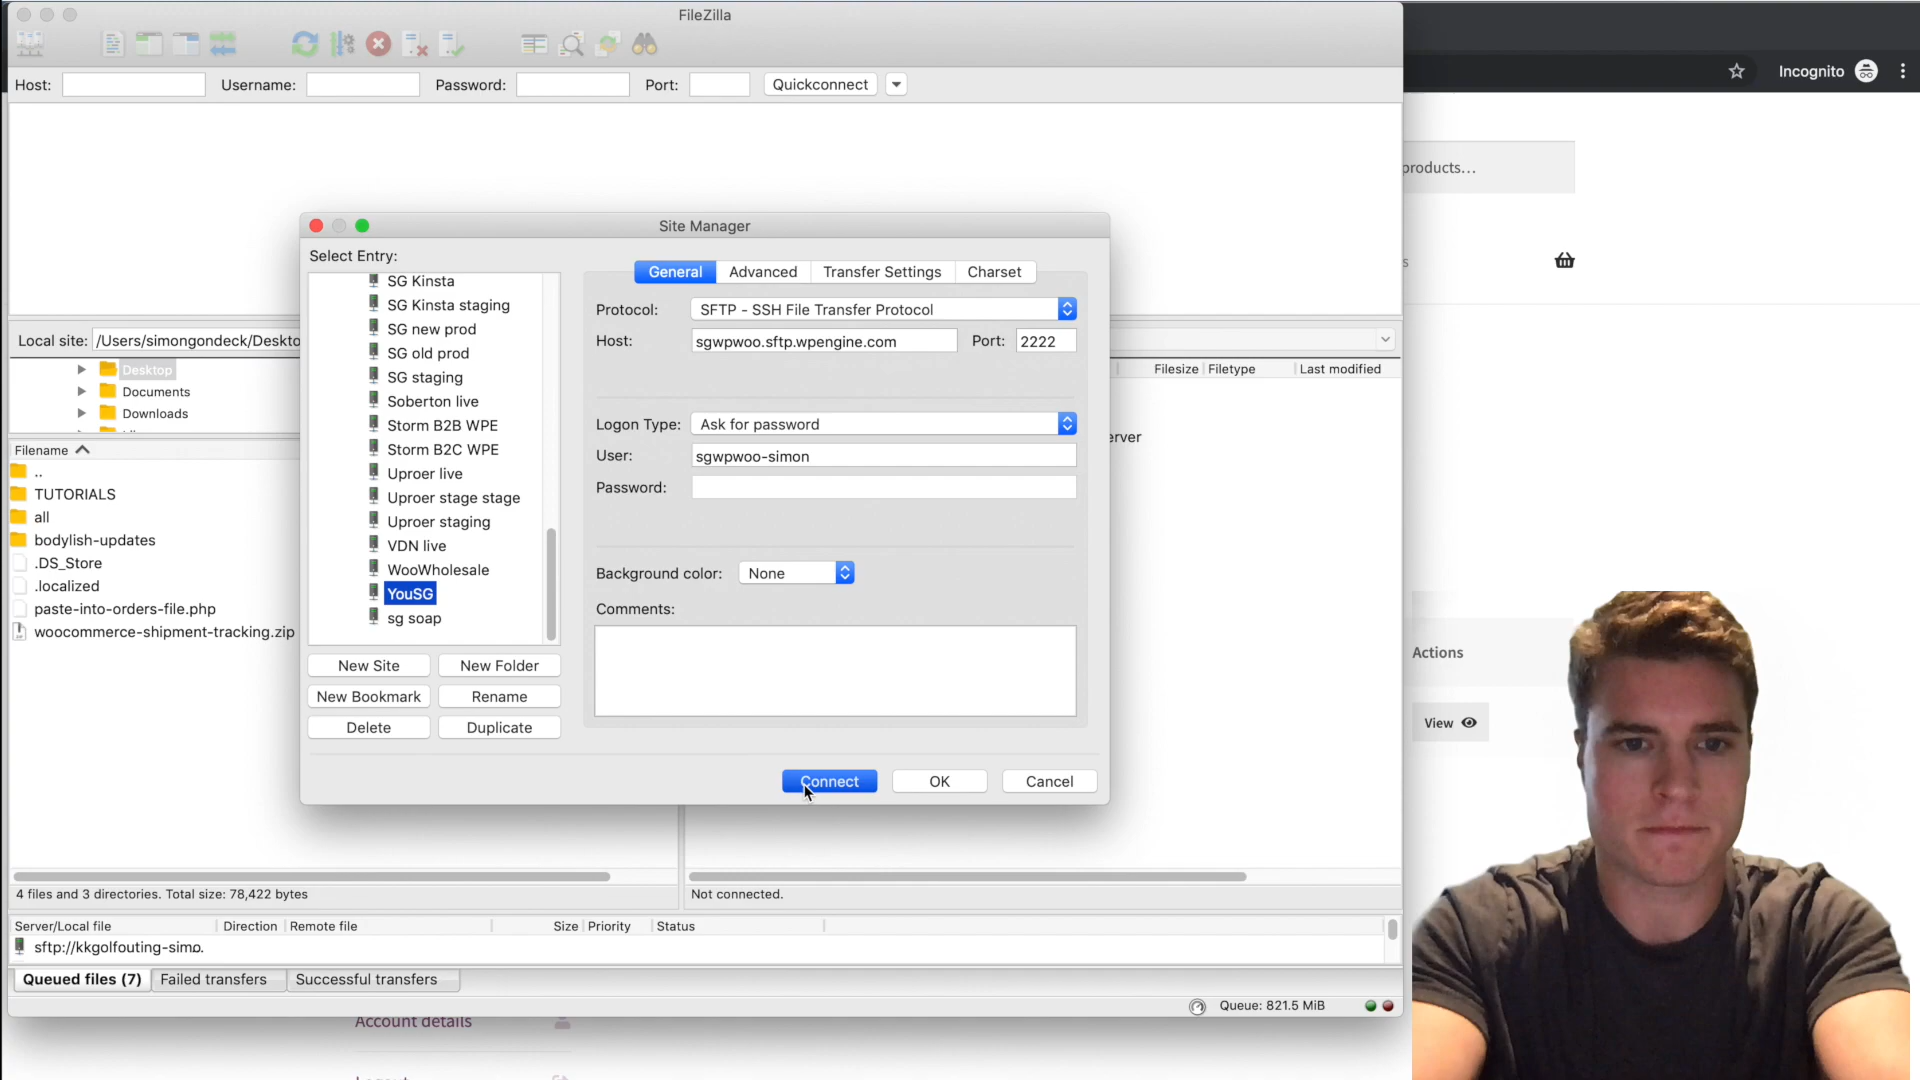 FileZilla
Host:
Username:
Password:
Port:
Quickconnect
Incognito
products…
Site Manager
Select Entry:
SG Kinsta
SG Kinsta staging
SG new prod
SG old prod
SG staging
Soberton live
Storm B2B WPE
Storm B2C WPE
Uproer live
Uproer stage stage
Uproer staging
VDN live
WooWholesale
YouSG
sg soap
New Site
New Folder
New Bookmark
Rename
Delete
Duplicate
General
Advanced
Transfer Settings
Charset
Protocol: SFTP - SSH File Transfer Protocol
Host: sgwpwoo.sftp.wpengine.com Port: 2222
Logon Type: Ask for password
User: sgwpwoo-simon
Password:
Background color: None
Comments:
Connect
OK
Cancel
Local site: /Users/simongondeck/Deskto
Desktop
Documents
Downloads
Filename
..
TUTORIALS
all
bodylish-updates
.DS_Store
.localized
paste-into-orders-file.php
woocommerce-shipment-tracking.zip
4 files and 3 directories. Total size: 78,422 bytes
Filesize Filetype Last modified
erver
s
Not connected.
Actions
View
Server/Local file Direction Remote file Size Priority Status
sftp://kkgolfouting-simo.
Queued files (7) Failed transfers Successful transfers
Queue: 821.5 MiB
Account details